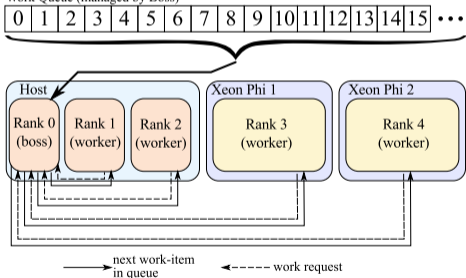 Work Queue (managed by Boss)
0 1 2 3 4 5 6 7 8 9 10 11 12 13 14 15 •••
Host
Xeon Phi 1
Xeon Phi 2
Rank 0
(boss)
Rank 1
(worker)
Rank 2
(worker)
Rank 3
(worker)
Rank 4
(worker)
next work-item
in queue
work request